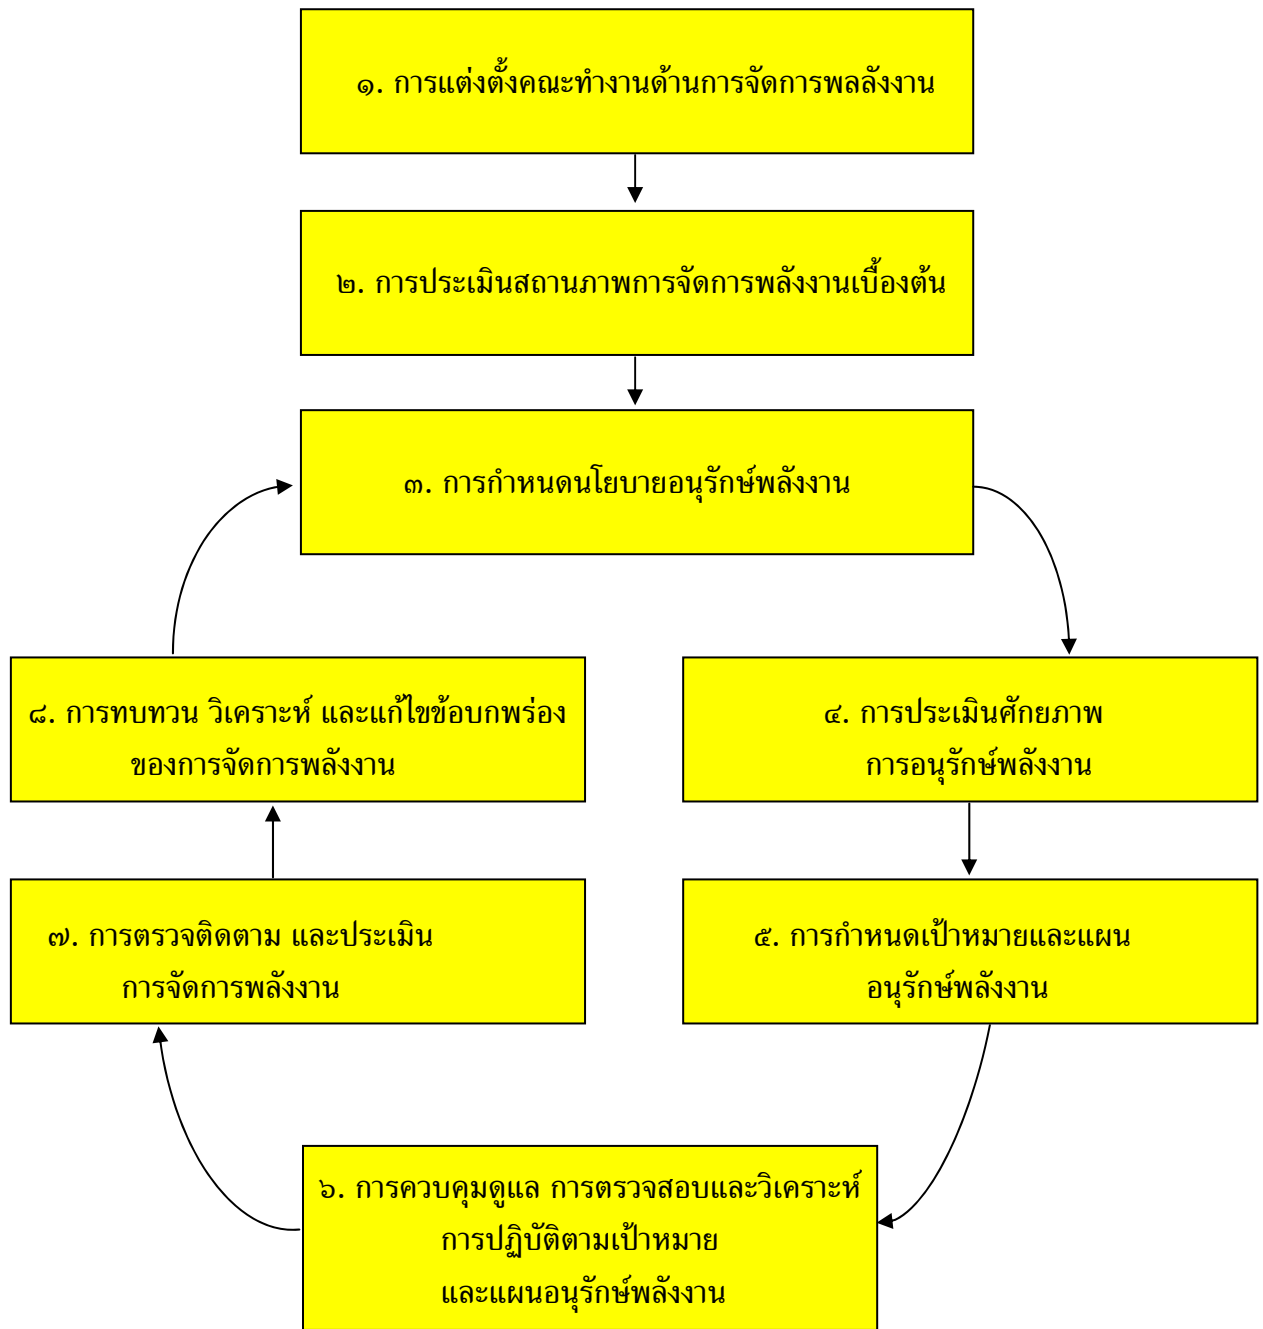 ๑. การแต่งตั้งคณะทำงานด้านการจัดการพลลังงาน
๒. การประเมินสถานภาพการจัดการพลังงานเบื้องต้น
๓. การกำหนดนโยบายอนุรักษ์พลังงาน
๔. การประเมินศักยภาพ
การอนุรักษ์พลังงาน
๕. การกำหนดเป้าหมายและแผน
อนุรักษ์พลังงาน
๖. การควบคุมดูแล การตรวจสอบและวิเคราะห์
การปฏิบัติตามเป้าหมาย
และแผนอนุรักษ์พลังงาน
๗. การตรวจติดตาม และประเมิน
การจัดการพลังงาน
๘. การทบทวน วิเคราะห์ และแก้ไขข้อบกพร่อง
ของการจัดการพลังงาน